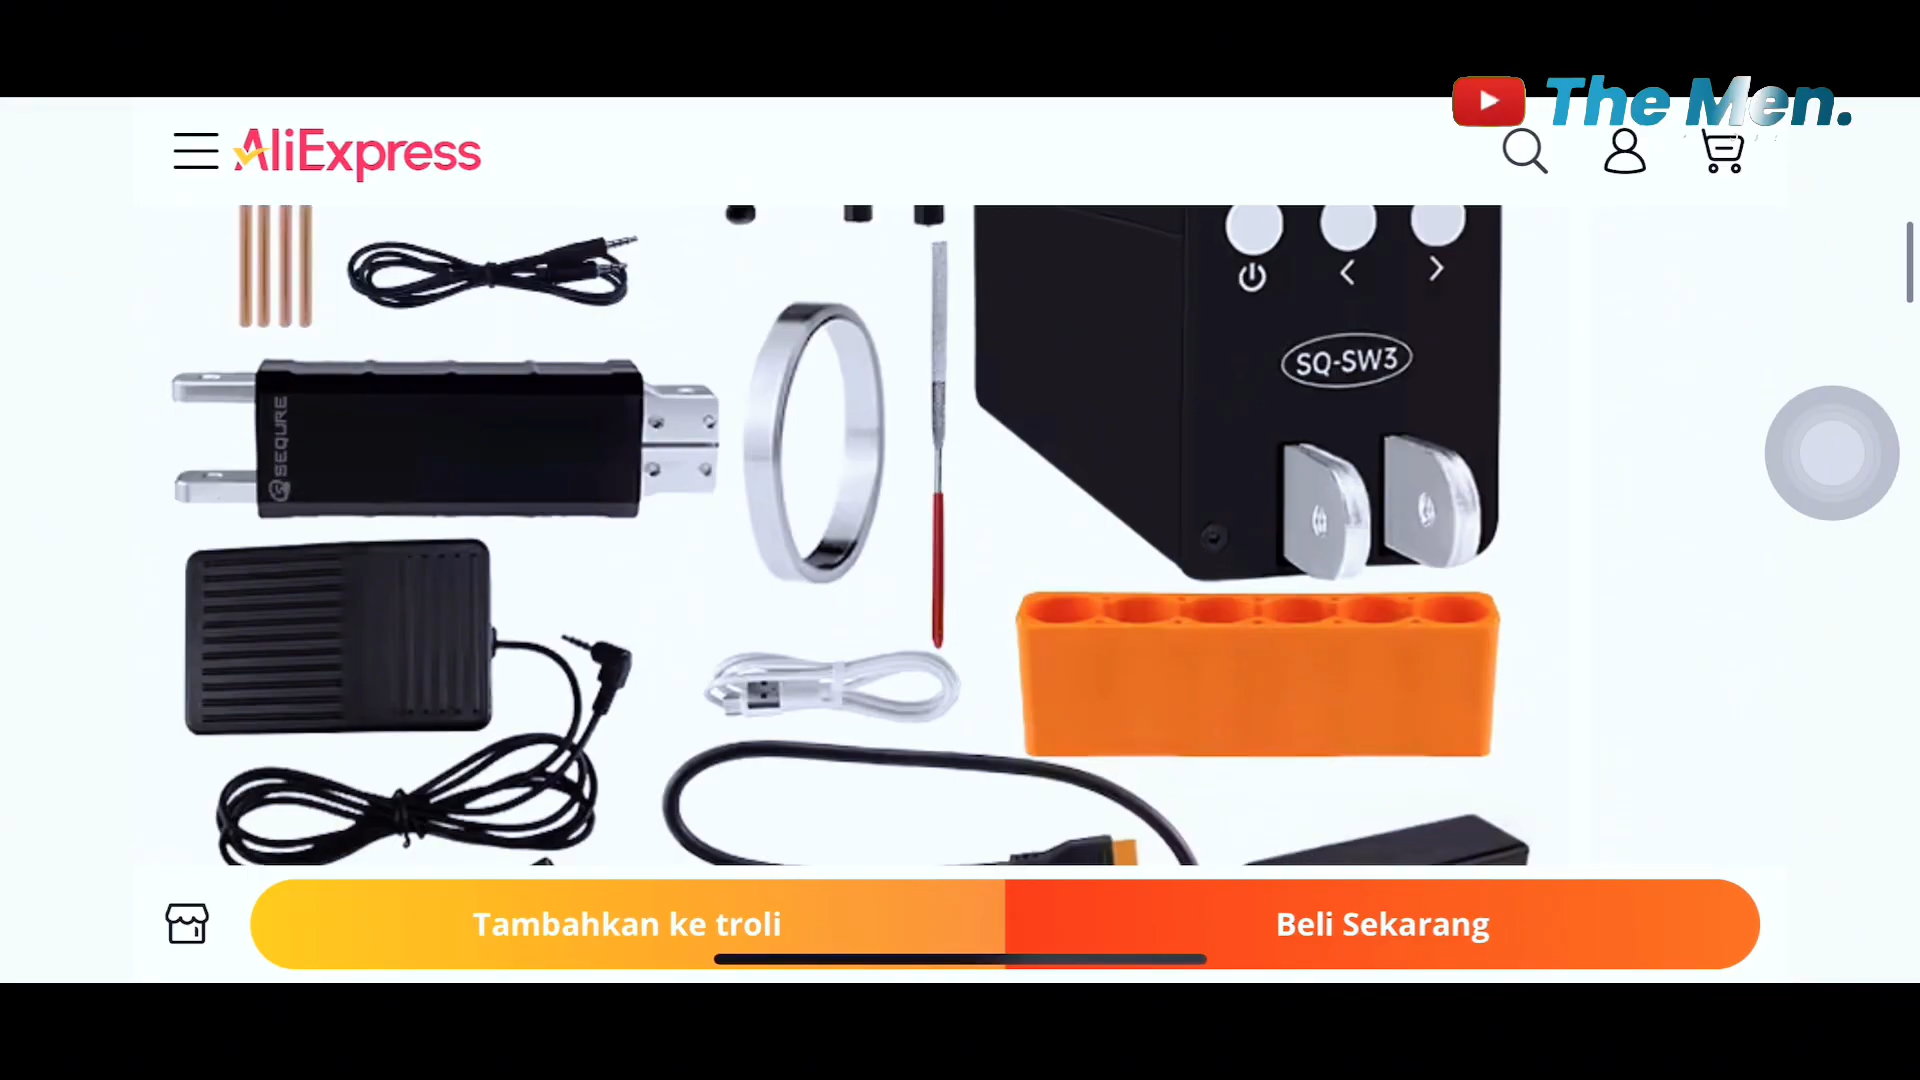 The Men.
AliExpress
SQ-SW3
SEQURE
Tambahkan ke troli
Beli Sekarang